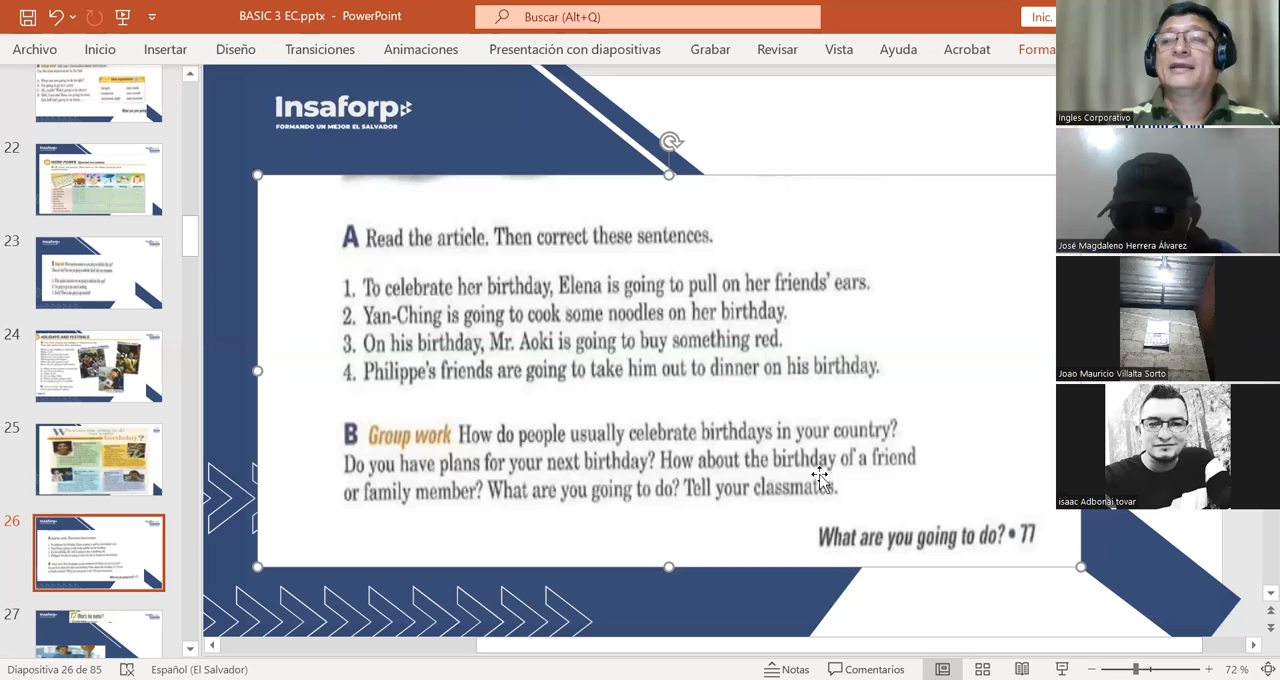 BASIC 3 EC.pptx - PowerPoint
Buscar (Alt+Q)
Inic.
Archivo Inicio Insertar Diseño Transiciones Animaciones Presentación con diapositivas Grabar Revisar Vista Ayuda Acrobat Forma
22
23
24
25
26
27
Insaforp
FORMANDO UN MEJOR EL SALVADOR
A Read the article. Then correct these sentences.
1. To celebrate her birthday, Elena is going to pull on her friends' ears.
2. Yan-Ching is going to cook some noodles on her birthday.
3. On his birthday, Mr. Aoki is going to buy something red.
4. Philippe's friends are going to take him out to dinner on his birthday.
B Group work How do people usually celebrate birthdays in your country?
Do you have plans for your next birthday? How about the birthday of a friend
or family member? What are you going to do? Tell your classmates.
What are you going to do? • 77
Ingles Corporativo
José Magdaleno Herrera Álvarez
Joao Mauricio Villalta Sorto
isaac Adbonai tovar
Diapositiva 26 de 85 Español (El Salvador) Notas Comentarios 72 %